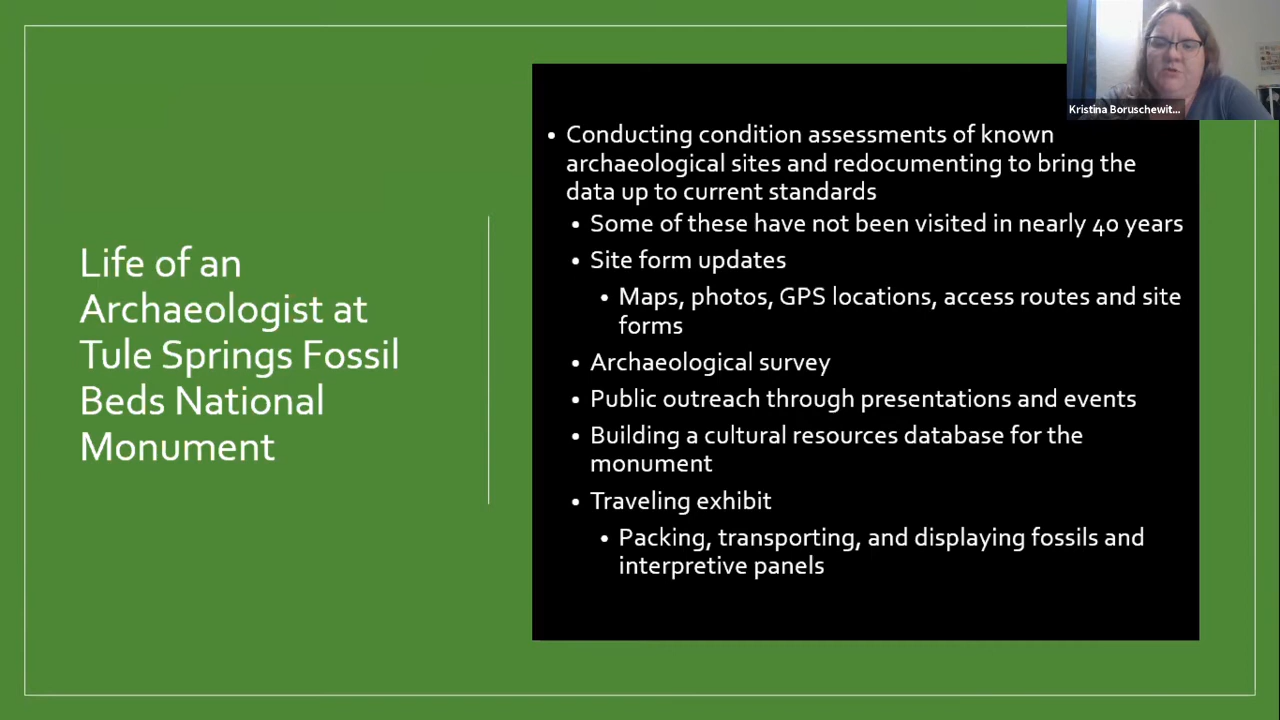 Life of an
Archaeologist at
Tule Springs Fossil
Beds National
Monument
Kristina Boruschewit...
• Conducting condition assessments of known
archaeological sites and redocumenting to bring the
data up to current standards
• Some of these have not been visited in nearly 40 years
• Site form updates
• Maps, photos, GPS locations, access routes and site
forms
• Archaeological survey
• Public outreach through presentations and events
• Building a cultural resources database for the
monument
• Traveling exhibit
• Packing, transporting, and displaying fossils and
interpretive panels